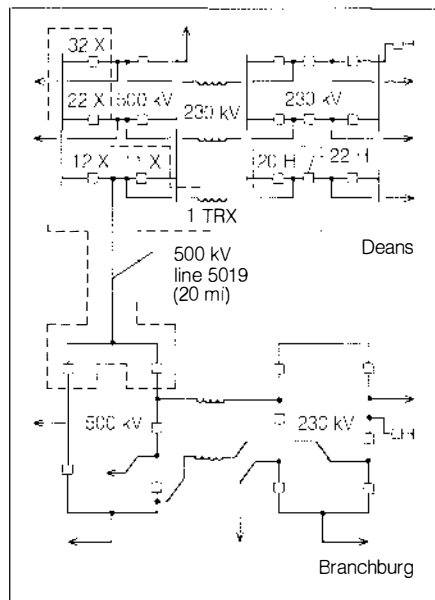 32 X
22 X
500 kV
230 kV
230 kV
12 X
20 H
22 H
1 TRX
Deans
500 kV
line 5019
(20 mi)
500 kV
230 kV
Branchburg